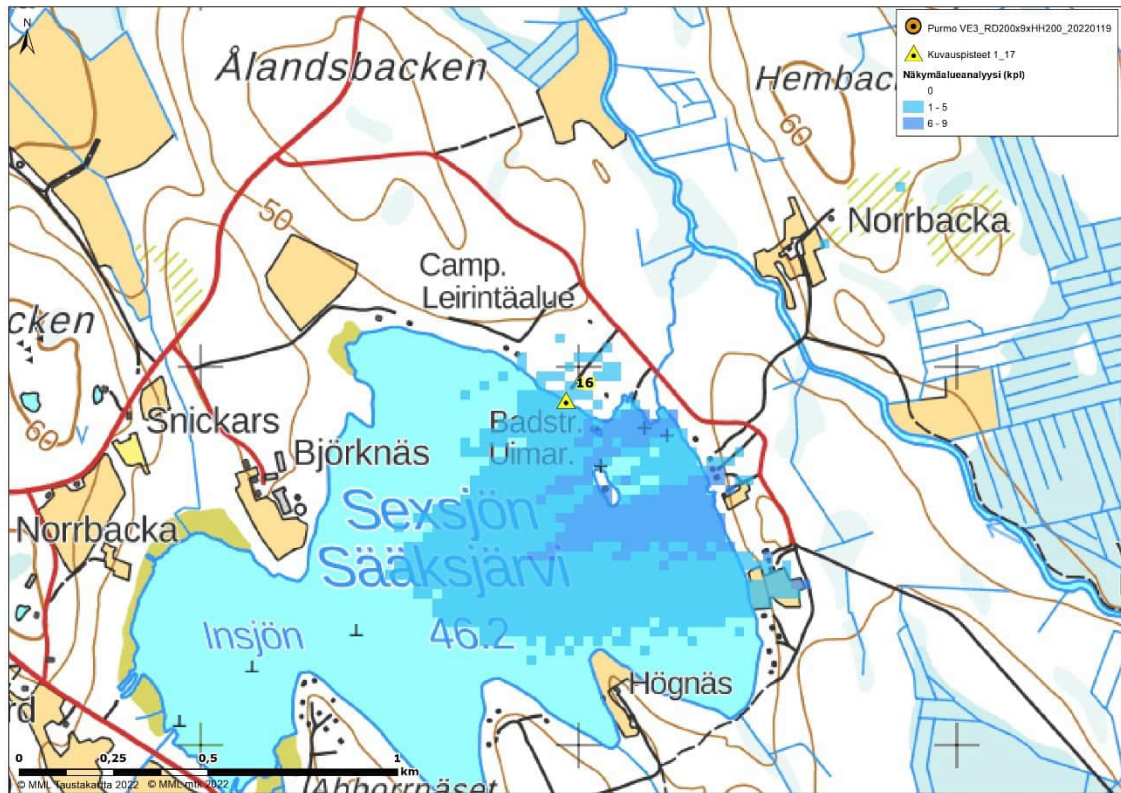 N
Ålandsbacken
Hembac
60
Purmo VE3_RD200x9xHH200_20220119
Kuvauspisteet 1_17
Näkymäalueanalyysi (kpl)
0
1 - 5
6 - 9
50
Norrbacka
Camp.
Leirintäalue
cken
16
60
Snickars
Badstr.
Uimar.
Björknäs
Sexsjön
Sääksjärvi
Norrbacka
Insjön
46.2
Högnäs
rd
0
0,25
0,5
1
km
© MML Taustakartta 2022 © MML mtk 2022
Abborrnäset